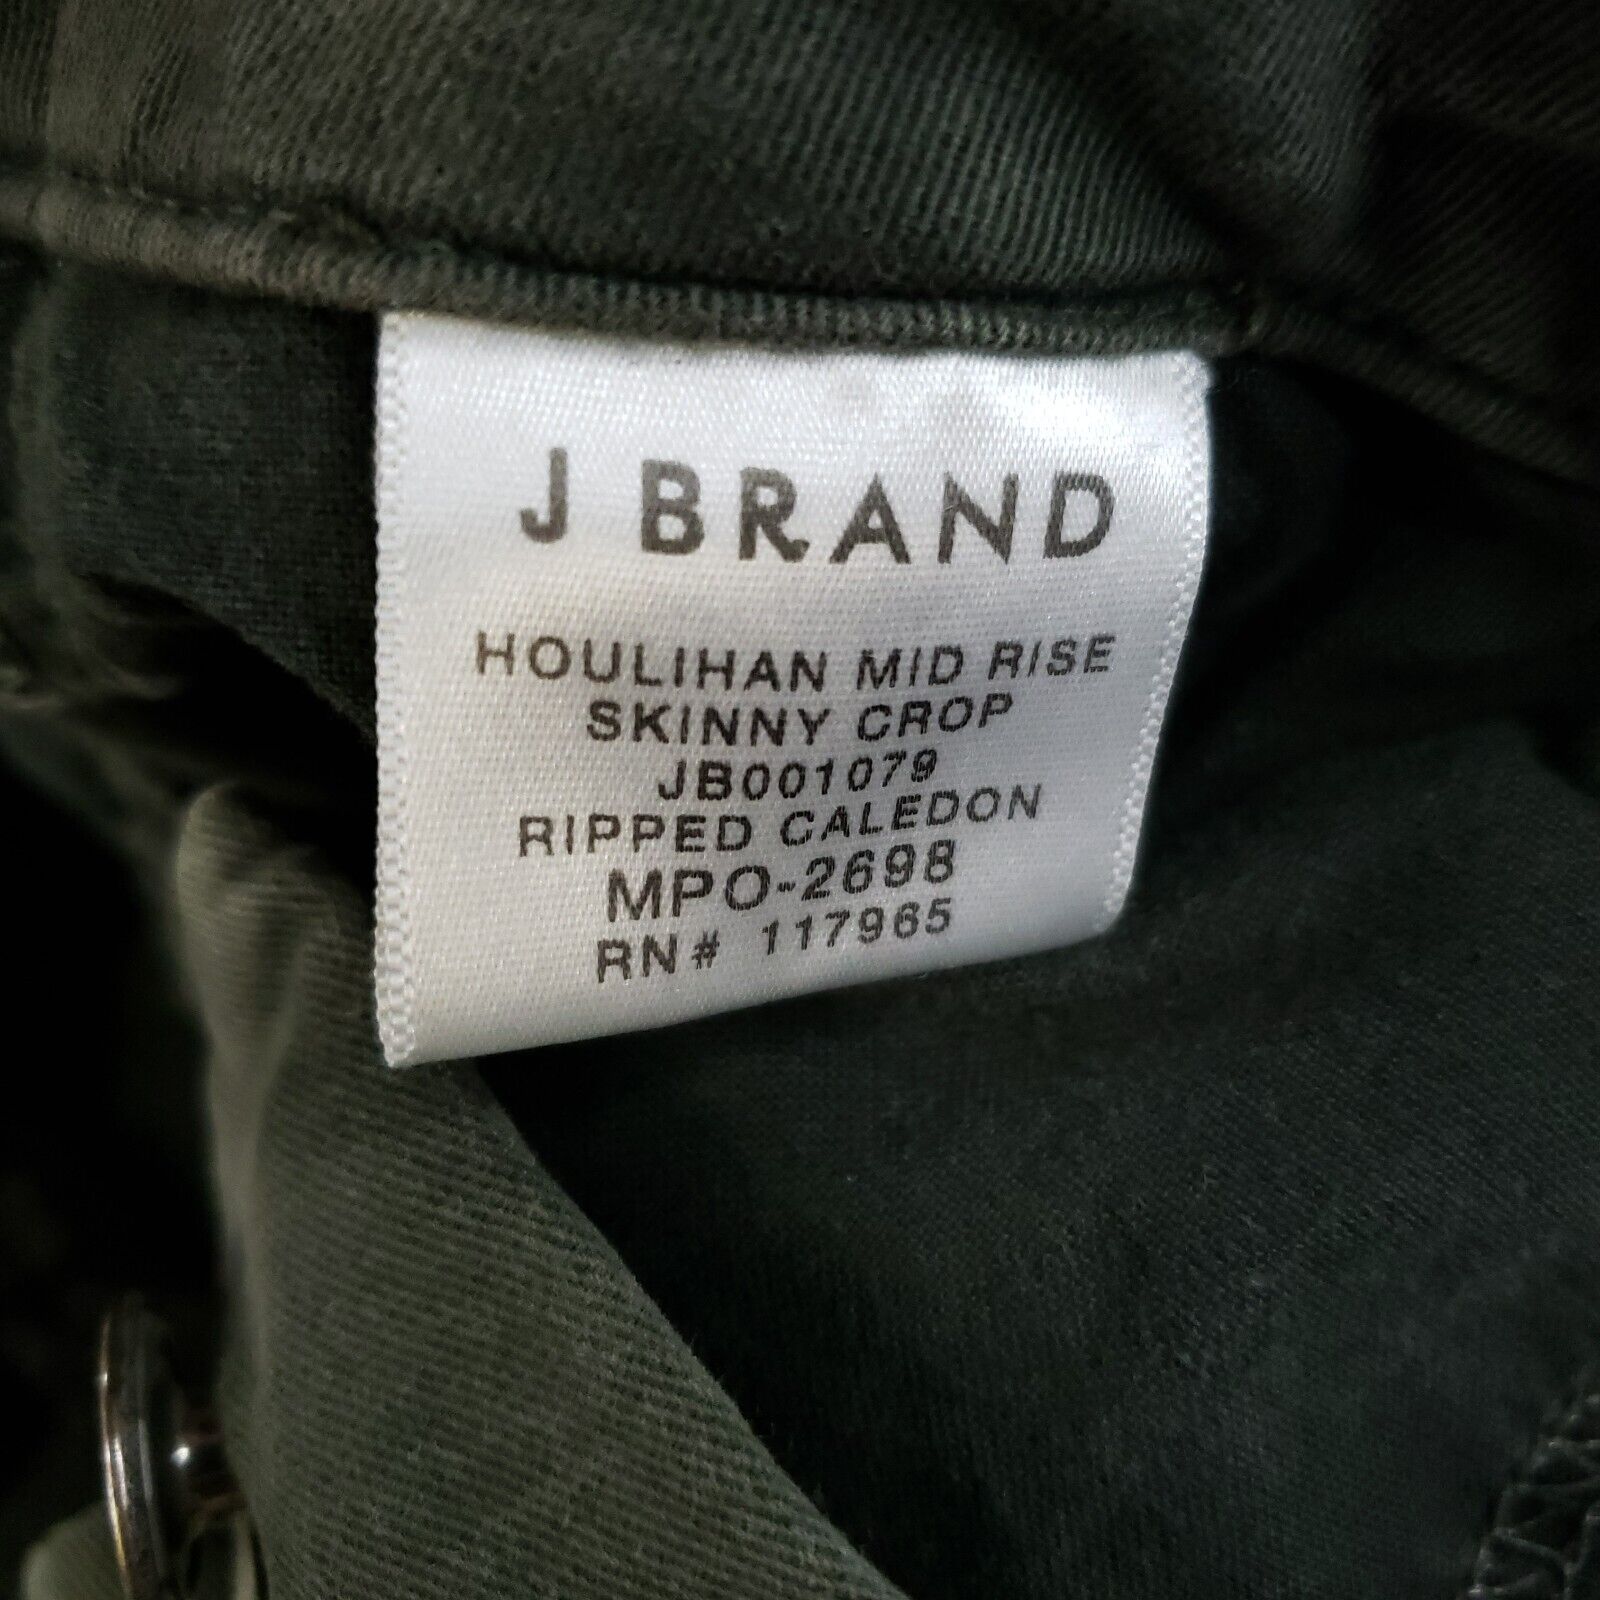 J BRAND
HOULIHAN MID RISE
SKINNY CROP
JB001079
RIPPED CALEDON
MPO-2698
RN# 117965